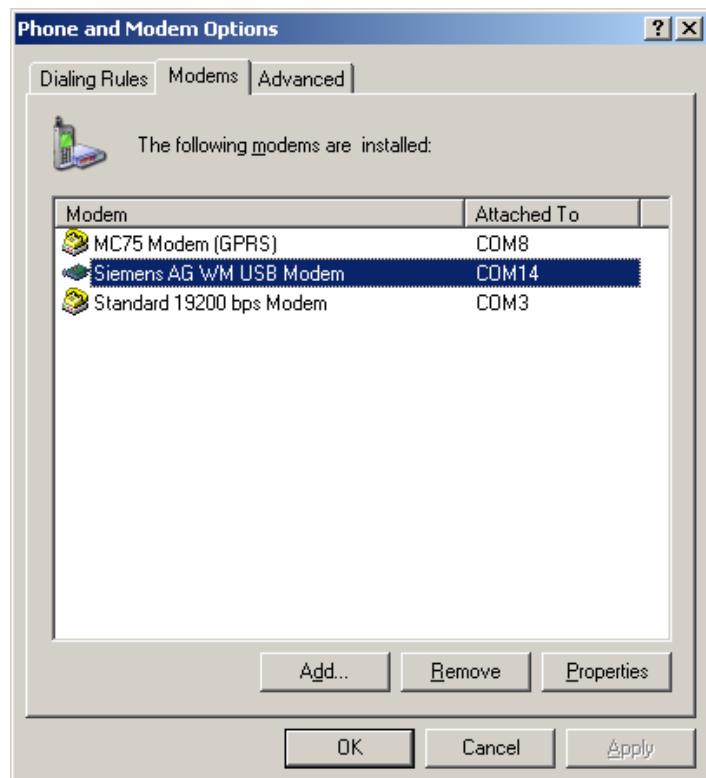 Phone and Modem Options
Dialing Rules Modems Advanced
The following modems are installed:
Modem Attached To
MC75 Modem (GPRS) COM8
Siemens AG WM USB Modem COM14
Standard 19200 bps Modem COM3
Add... Remove Properties
OK Cancel Apply